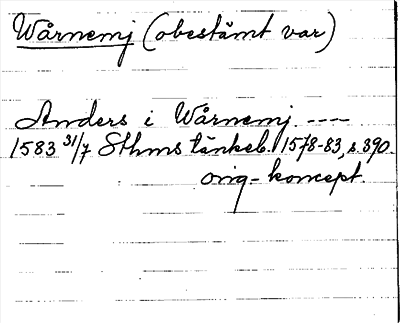 Wårnemj (obestämt var)
Anders i Wårnemj. ----
1583 31/7 Sthms tänkeb. 1578-83, s. 390.
orig-koncept.